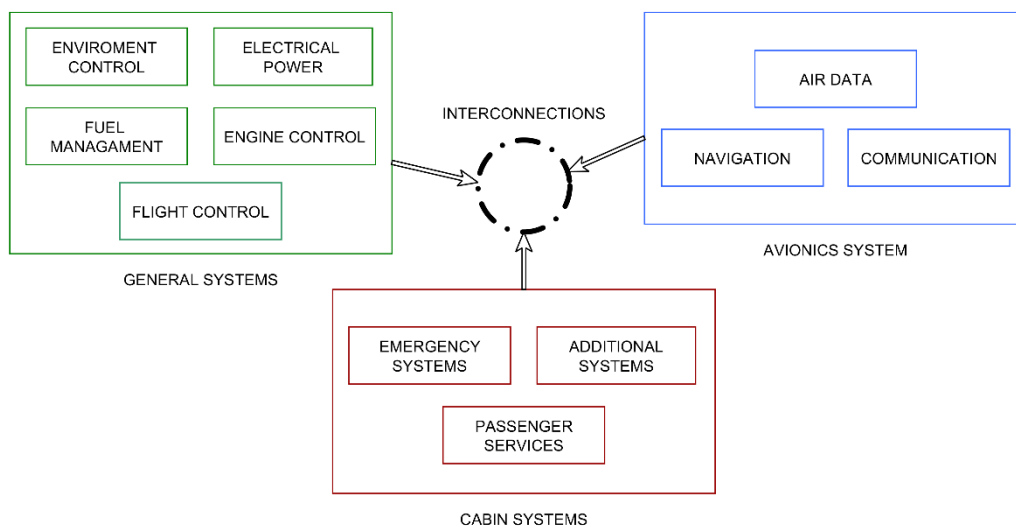 ENVIROMENT
CONTROL
ELECTRICAL
POWER
FUEL
MANAGAMENT
ENGINE CONTROL
FLIGHT CONTROL
GENERAL SYSTEMS
INTERCONNECTIONS
AIR DATA
NAVIGATION
COMMUNICATION
AVIONICS SYSTEM
EMERGENCY
SYSTEMS
ADDITIONAL
SYSTEMS
PASSENGER
SERVICES
CABIN SYSTEMS